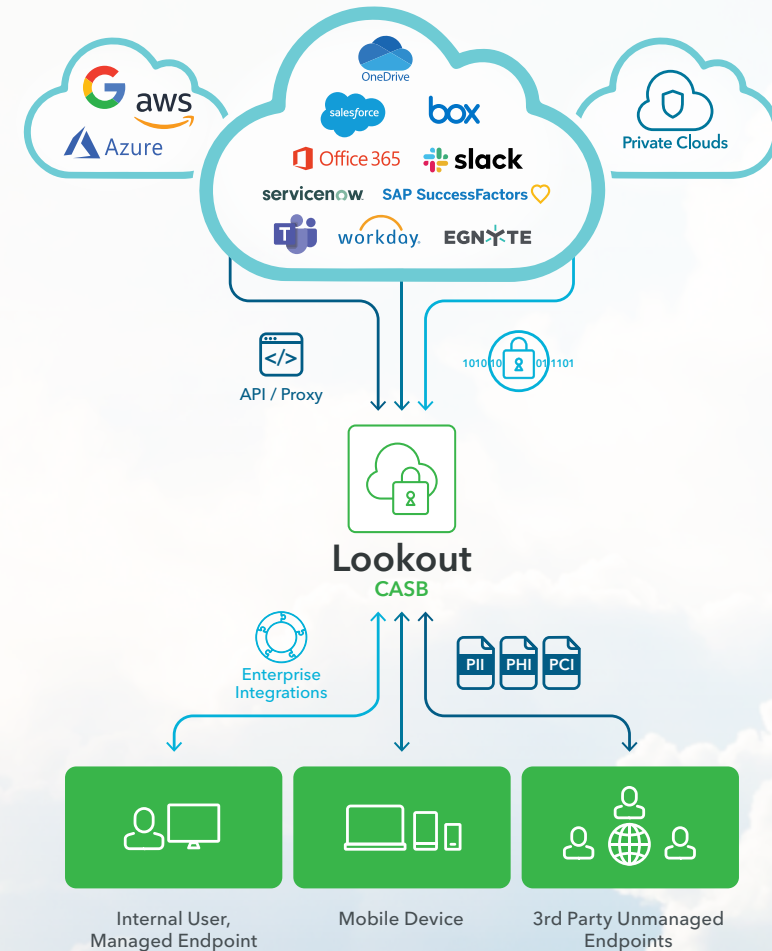 OneDrive
G
aws
salesforce
box
Azure
Private Clouds
Office 365
slack
servicenow
SAP SuccessFactors
T
workday.
EGNYTE
</>
API / Proxy
1010 10 01 1101
Lookout
CASB
Enterprise
Integrations
PII PHI PCI
Internal User,
Managed Endpoint
Mobile Device
3rd Party Unmanaged
Endpoints